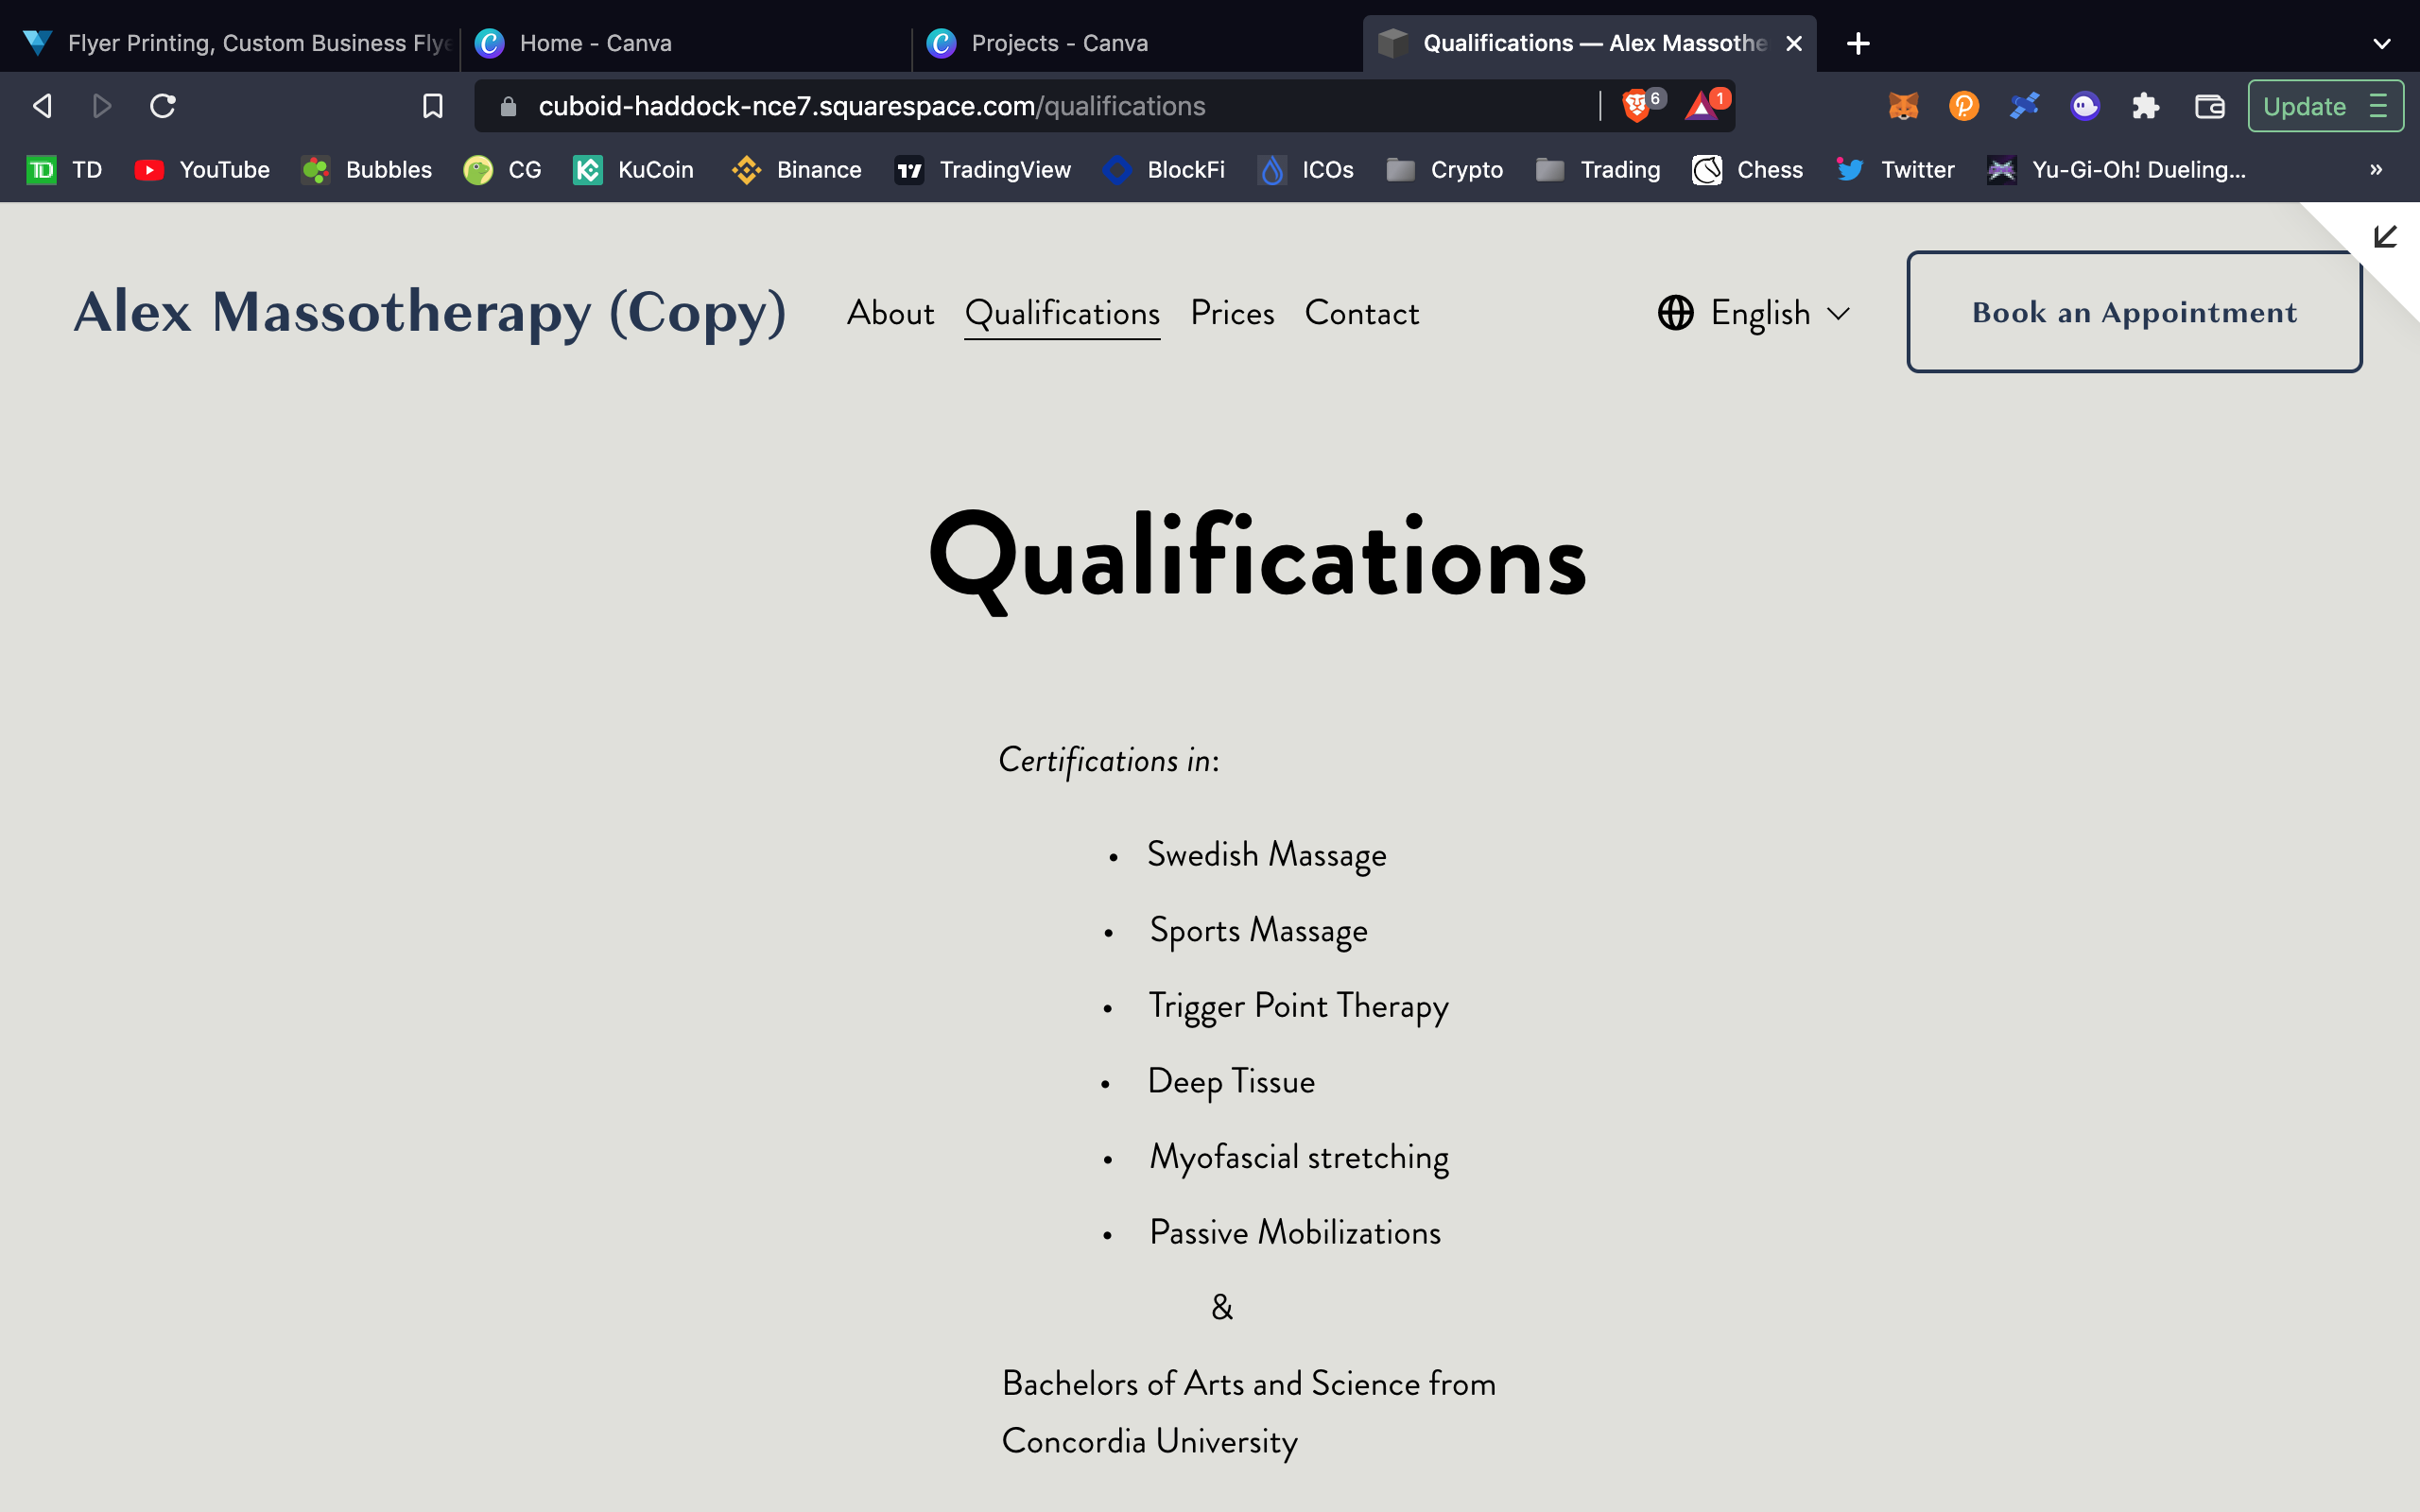 Flyer Printing, Custom Business Flye
Home - Canva
Projects - Canva
Qualifications — Alex Massothe
cuboid-haddock-nce7.squarespace.com/qualifications
6
1
Update
TD
TD
YouTube
Bubbles
CG
KuCoin
Binance
TradingView
BlockFi
ICOs
Crypto
Trading
Chess
Twitter
Yu-Gi-Oh! Dueling...
»
Alex Massotherapy (Copy)
About
Qualifications
Prices
Contact
English
Book an Appointment
Qualifications
Certifications in:
• Swedish Massage
• Sports Massage
• Trigger Point Therapy
• Deep Tissue
• Myofascial stretching
• Passive Mobilizations
&
Bachelors of Arts and Science from
Concordia University